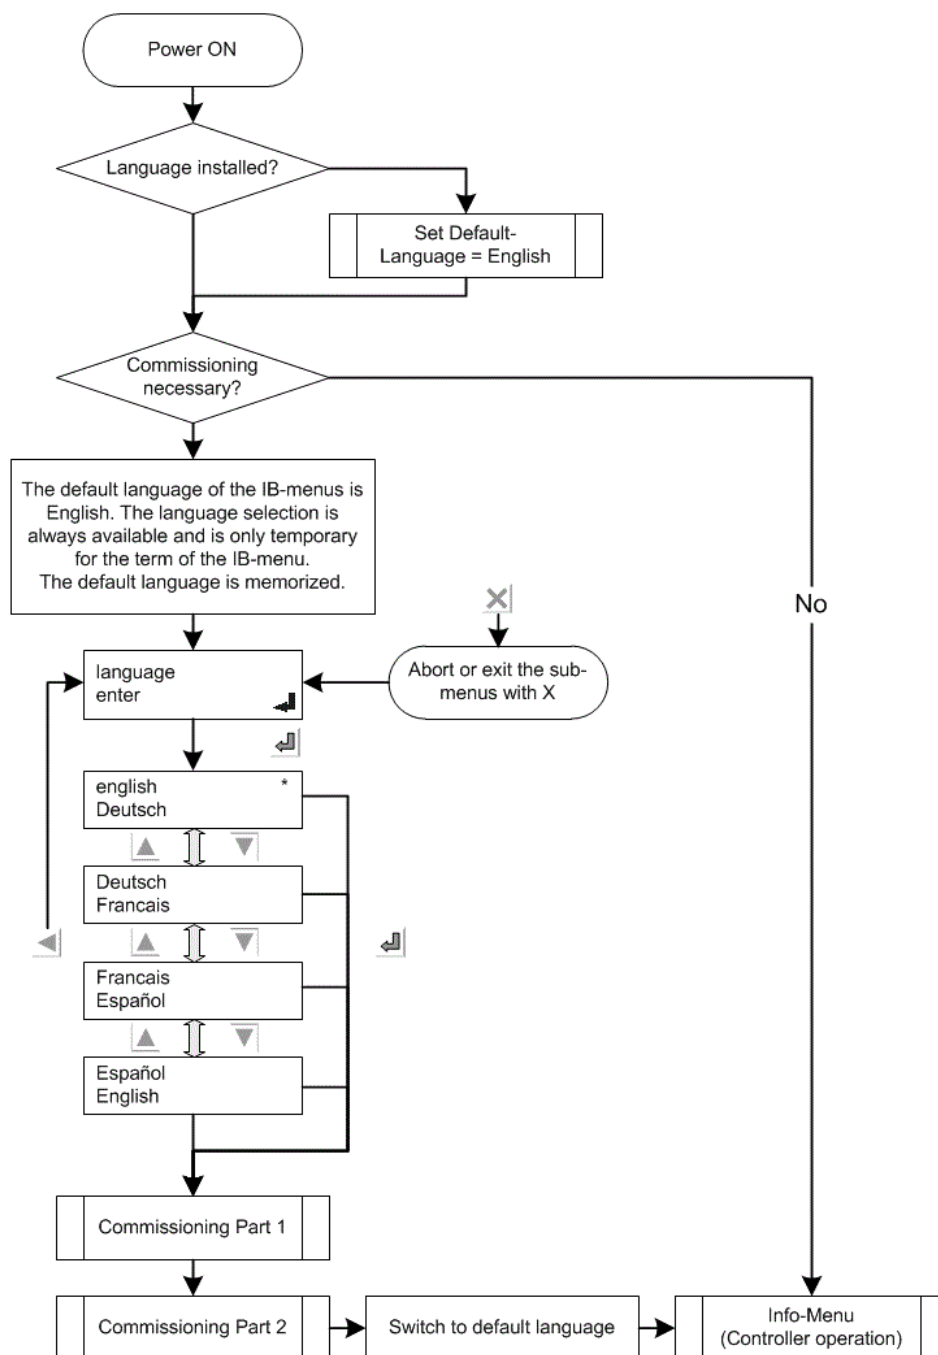 Power ON
Language installed?
Set Default-
Language = English
Commissioning
necessary?
The default language of the IB-menus is
English. The language selection is
always available and is only temporary
for the term of the IB-menu.
The default language is memorized.
No
Abort or exit the sub-
menus with X
language
enter
english *
Deutsch
Deutsch
Francais
Francais
Español
Español
English
Commissioning Part 1
Commissioning Part 2
Switch to default language
Info-Menu
(Controller operation)